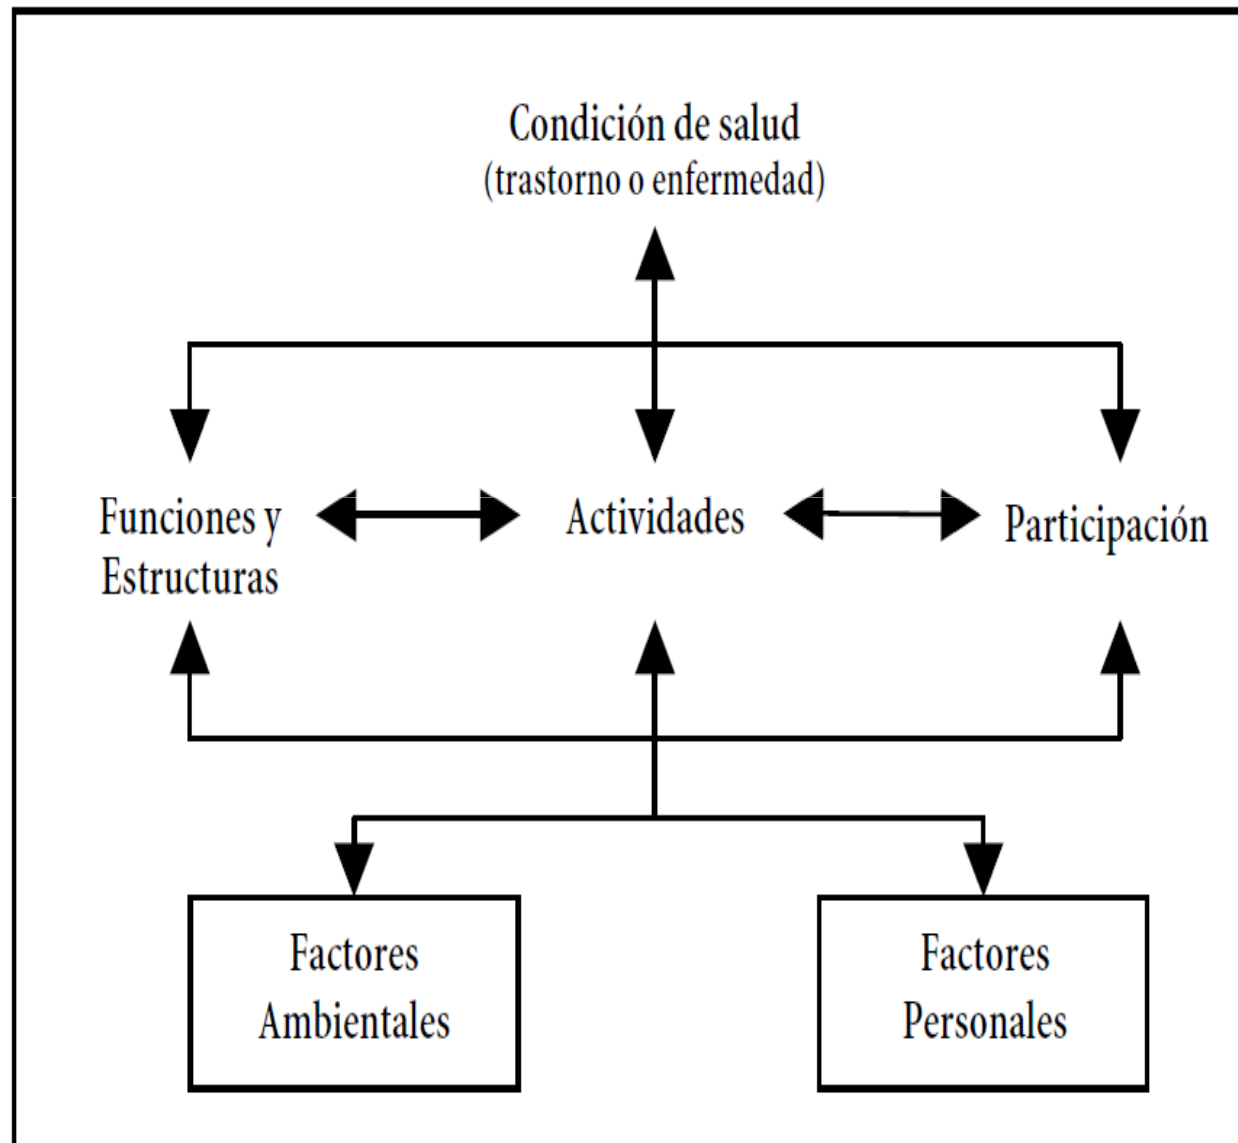 Condición de salud
(trastorno o enfermedad)
Funciones y
Estructuras
Actividades
Participación
Factores
Ambientales
Factores
Personales